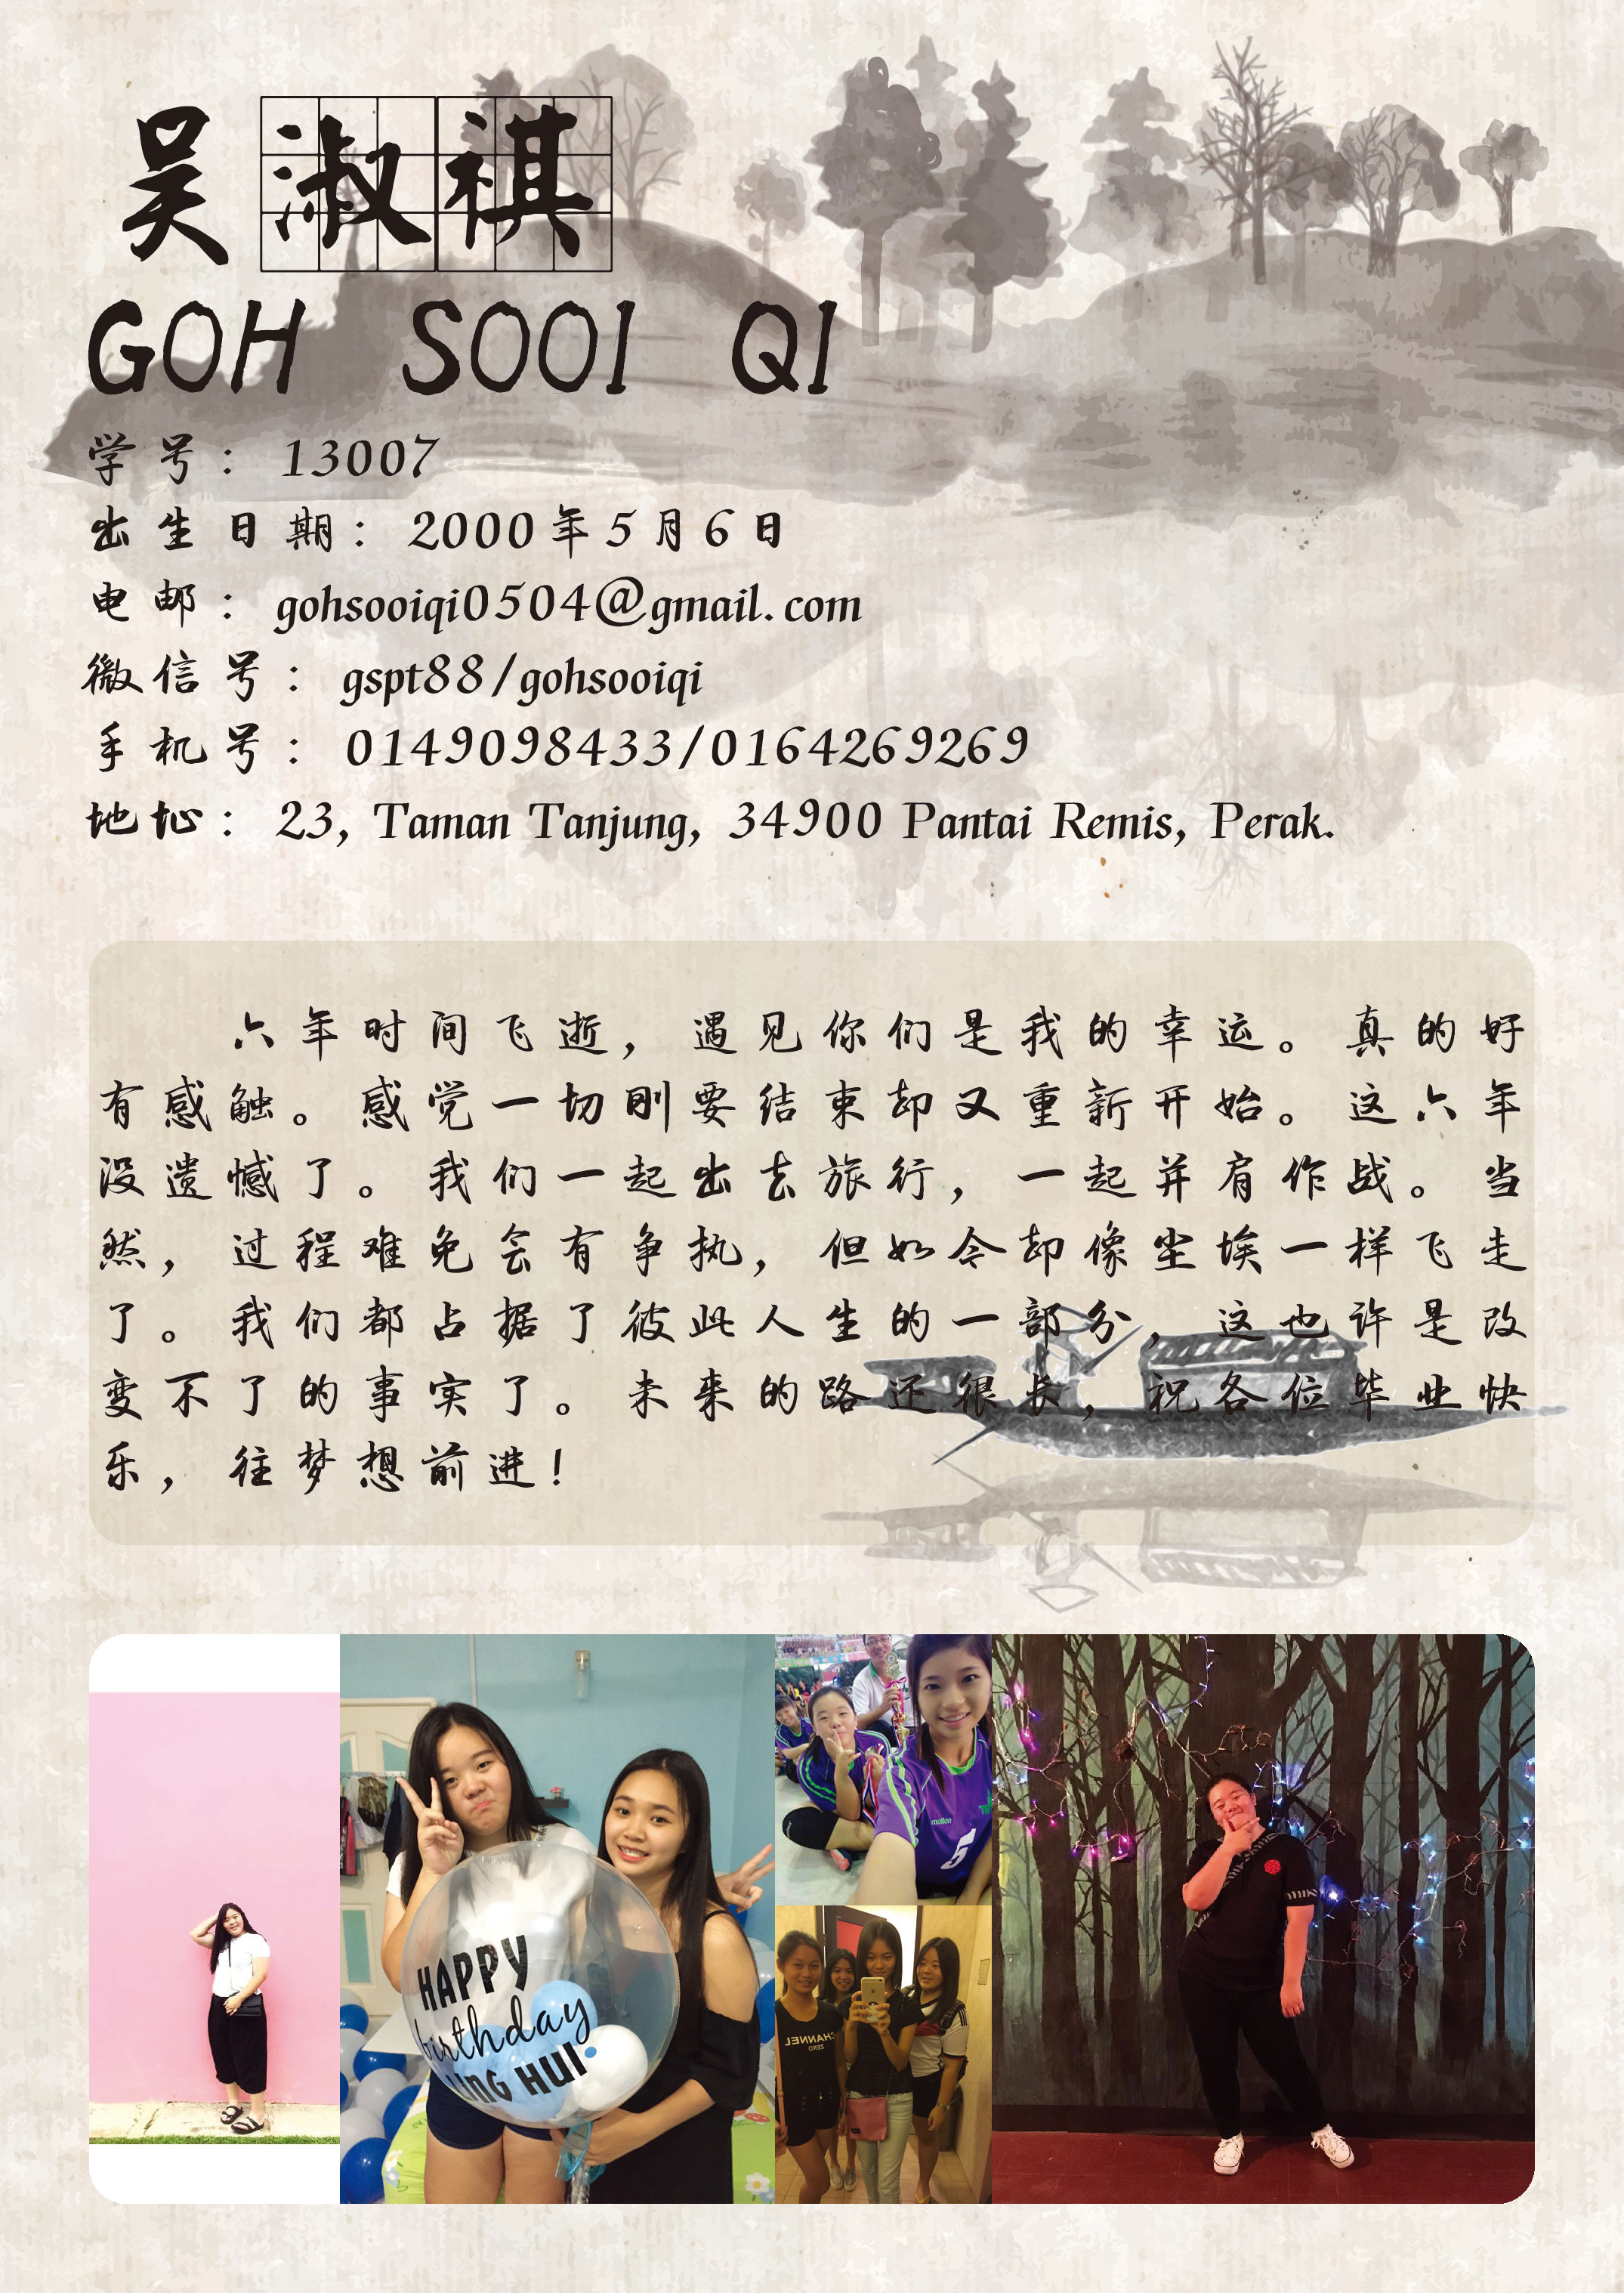 吴淑祺
GOH SOOI QI
学号：13007
出生日期：2000年5月6日
电邮：gohsooiqi0504@gmail.com
微信号：gspt88/gohsooiqi
手机号：0149098433/0164269269
地址：23, Taman Tanjung, 34900 Pantai Remis, Perak.
六年时间飞逝，遇见你们是我的幸运。真的好
有感触。感觉一切刚要结束却又重新开始。这六年
没遗憾了。我们一起出去旅行，一起并肩作战。当
然，过程难免会有争执，但如今却像尘埃一样飞走
了。我们都占据了彼此人生的一部分，这也许是改
变不了的事实了。未来的路还很长，祝各位毕业快
乐，往梦想前进！
HAPPY
birthday
HUI
molten
5
CHANNEL
ZERO